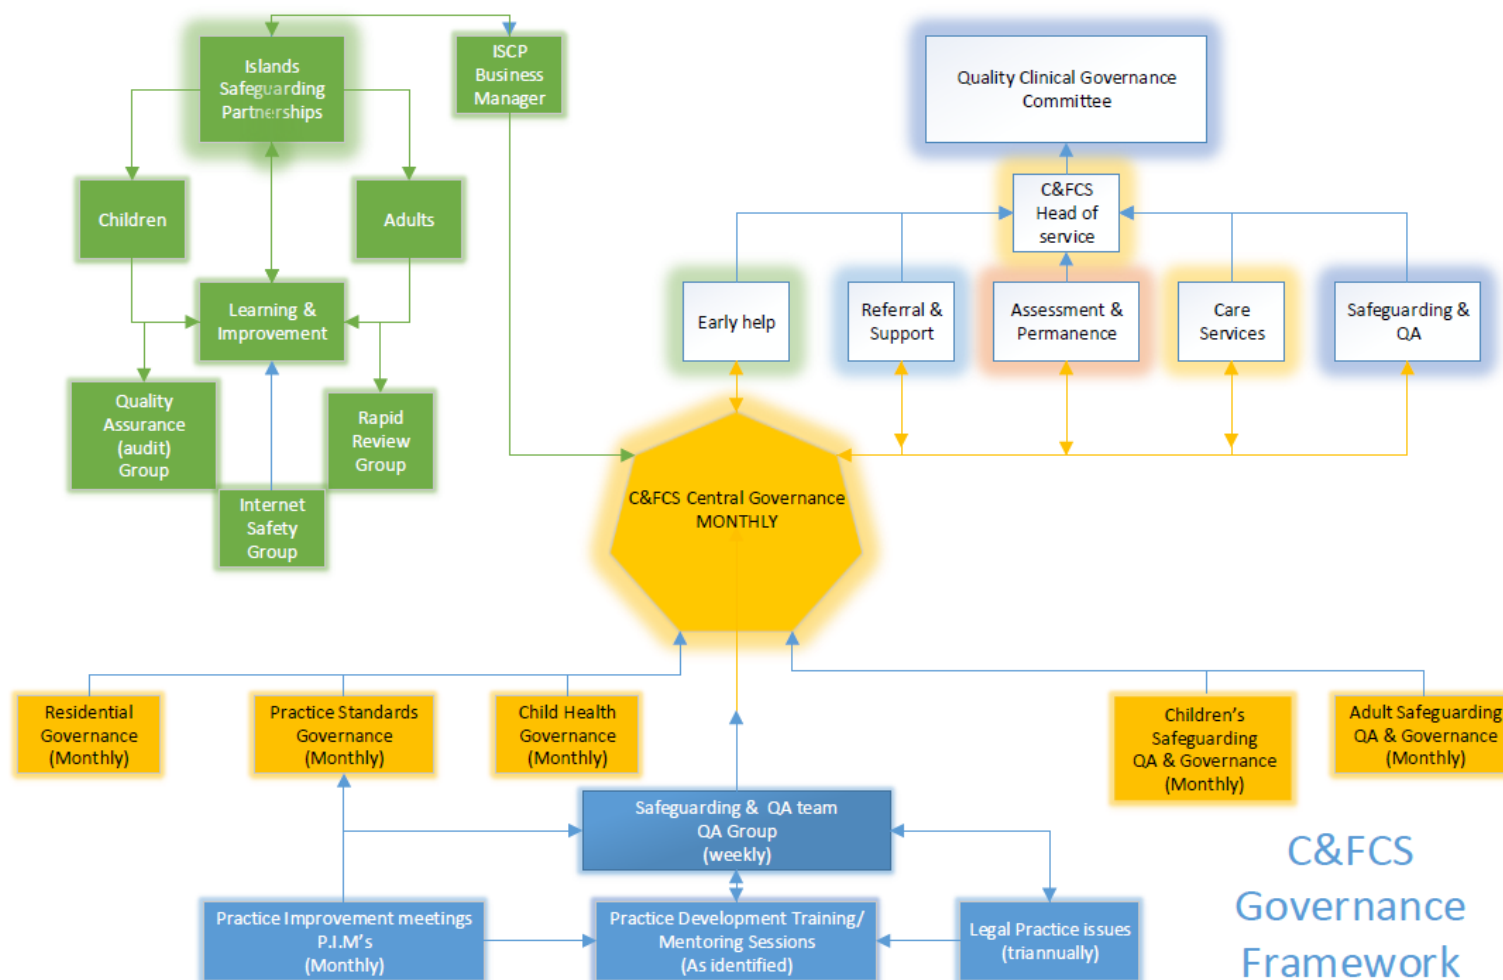 Islands
Safeguarding
Partnerships
ISCP
Business
Manager
Children
Adults
Learning &
Improvement
Quality
Assurance
(audit)
Group
Rapid
Review
Group
Internet
Safety
Group
Quality Clinical Governance
Committee
C&FCS
Head of
service
Early help
Referral &
Support
Assessment &
Permanence
Care
Services
Safeguarding &
QA
C&FCS Central Governance
MONTHLY
Residential
Governance
(Monthly)
Practice Standards
Governance
(Monthly)
Child Health
Governance
(Monthly)
Children’s
Safeguarding
QA & Governance
(Monthly)
Adult Safeguarding
QA & Governance
(Monthly)
Safeguarding & QA team
QA Group
(weekly)
Practice Improvement meetings
P.I.M’s
(Monthly)
Practice Development Training/
Mentoring Sessions
(As identified)
Legal Practice issues
(triannually)
C&FCS
Governance
Framework